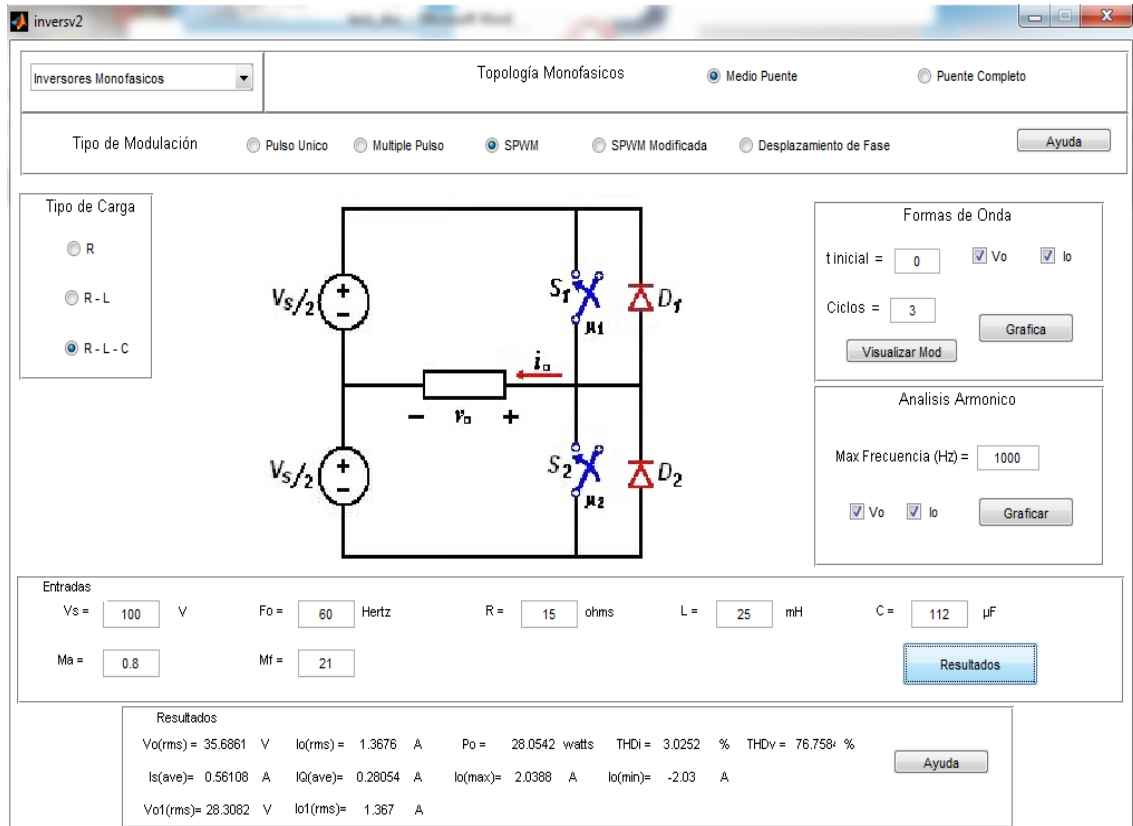 inversv2
Inversores Monofasicos
Topología Monofasicos
Medio Puente
Puente Completo
Tipo de Modulación
Pulso Unico
Multiple Pulso
SPWM
SPWM Modificada
Desplazamiento de Fase
Ayuda
Tipo de Carga
R
R - L
R - L - C
Vs/2
+
−
S1
D1
μ1
io
− vo +
Vs/2
+
−
S2
D2
μ2
Formas de Onda
t inicial = 0
Vo
Io
Ciclos = 3
Grafica
Visualizar Mod
Analisis Armonico
Max Frecuencia (Hz) = 1000
Vo
Io
Graficar
Entradas
Vs = 100 V Fo = 60 Hertz R = 15 ohms L = 25 mH C = 112 μF
Ma = 0.8 Mf = 21
Resultados
Resultados
Vo(rms) = 35.6861 V Io(rms) = 1.3676 A Po = 28.0542 watts THDi = 3.0252 % THDv = 76.758 %
Is(ave)= 0.56108 A IQ(ave)= 0.28054 A Io(max)= 2.0388 A Io(min)= -2.03 A
Ayuda
Vo1(rms)= 28.3082 V Io1(rms)= 1.367 A